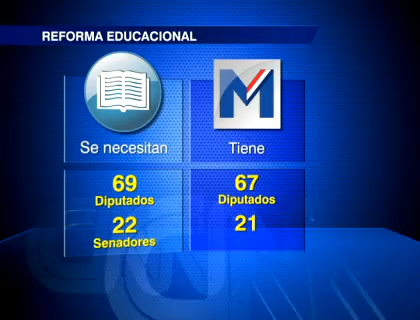 REFORMA EDUCACIONAL
M
Se necesitan
Tiene
69
Diputados
22
Senadores
67
Diputados
21